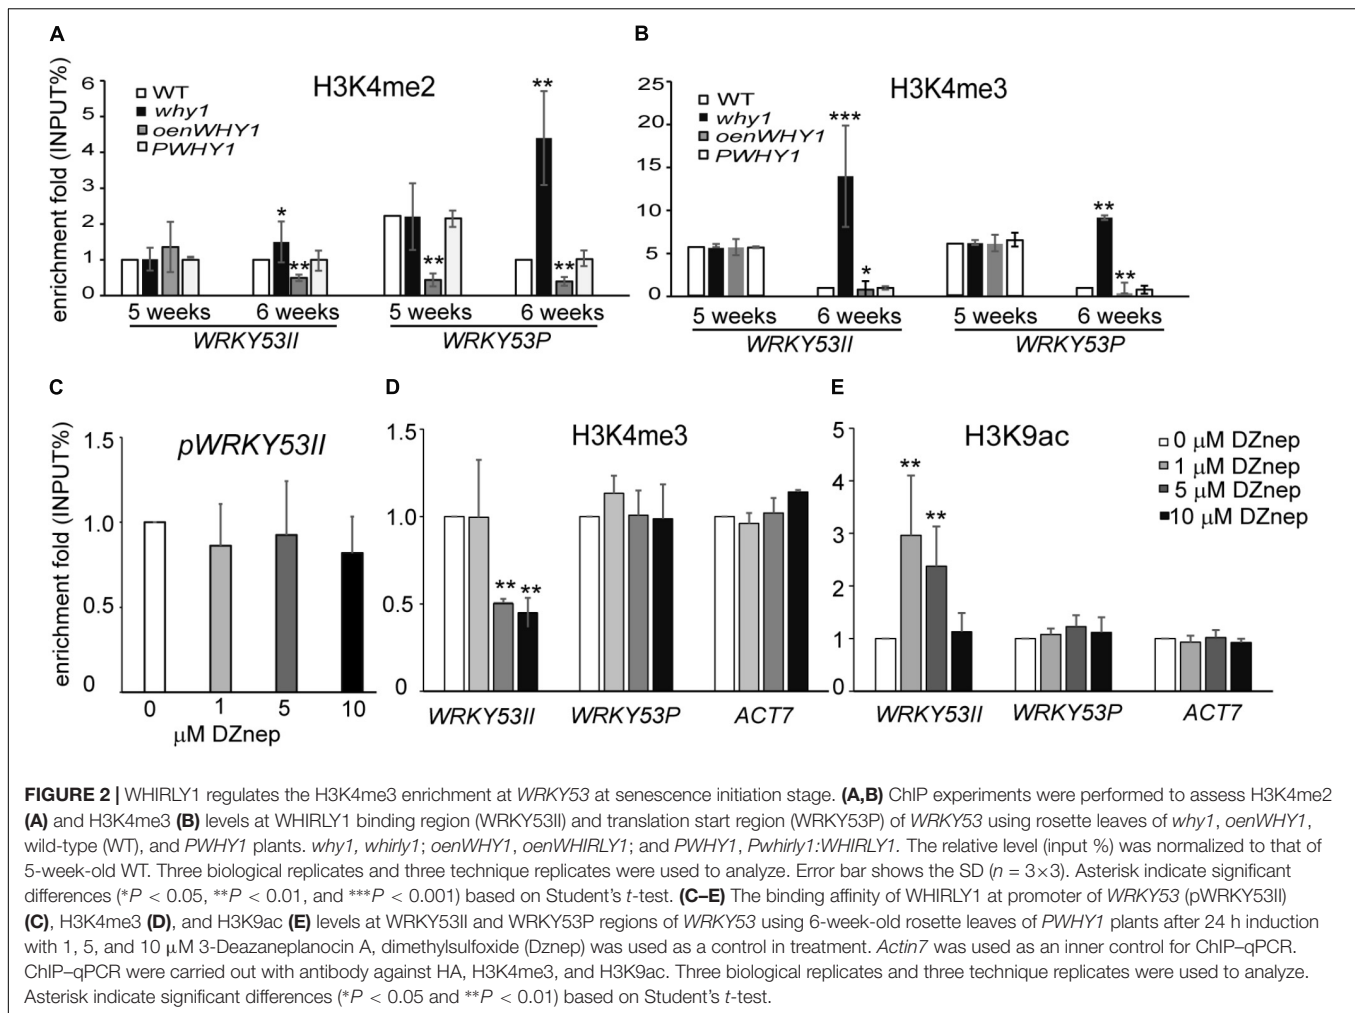 A
H3K4me2
enrichment fold (INPUT%)
6
5
4
3
2
1
0
WT
why1
oenWHY1
PWHY1
*
**
**
**
**
5 weeks
6 weeks
5 weeks
6 weeks
WRKY53II
WRKY53P
B
H3K4me3
25
20
15
10
5
0
WT
why1
oenWHY1
PWHY1
***
*
**
**
5 weeks
6 weeks
5 weeks
6 weeks
WRKY53II
WRKY53P
C
pWRKY53II
enrichment fold (INPUT%)
1.5
1.0
0.5
0
0
1
5
10
µM DZnep
D
H3K4me3
1.5
1.0
0.5
0
**
**
WRKY53II
WRKY53P
ACT7
E
H3K9ac
5
4
3
2
1
0
**
**
0 µM DZnep
1 µM DZnep
5 µM DZnep
10 µM DZnep
WRKY53II
WRKY53P
ACT7
FIGURE 2 | WHIRLY1 regulates the H3K4me3 enrichment at WRKY53 at senescence initiation stage. (A,B) ChIP experiments were performed to assess H3K4me2
(A) and H3K4me3 (B) levels at WHIRLY1 binding region (WRKY53II) and translation start region (WRKY53P) of WRKY53 using rosette leaves of why1, oenWHY1,
wild-type (WT), and PWHY1 plants. why1, whirly1; oenWHY1, oenWHIRLY1; and PWHY1, Pwhirly1:WHIRLY1. The relative level (input %) was normalized to that of
5-week-old WT. Three biological replicates and three technique replicates were used to analyze. Error bar shows the SD (n = 3×3). Asterisk indicate significant
differences (*P < 0.05, **P < 0.01, and ***P < 0.001) based on Student's t-test. (C–E) The binding affinity of WHIRLY1 at promoter of WRKY53 (pWRKY53II)
(C), H3K4me3 (D), and H3K9ac (E) levels at WRKY53II and WRKY53P regions of WRKY53 using 6-week-old rosette leaves of PWHY1 plants after 24 h induction
with 1, 5, and 10 µM 3-Deazaneplanocin A, dimethylsulfoxide (Dznep) was used as a control in treatment. Actin7 was used as an inner control for ChIP–qPCR.
ChIP–qPCR were carried out with antibody against HA, H3K4me3, and H3K9ac. Three biological replicates and three technique replicates were used to analyze.
Asterisk indicate significant differences (*P < 0.05 and **P < 0.01) based on Student's t-test.